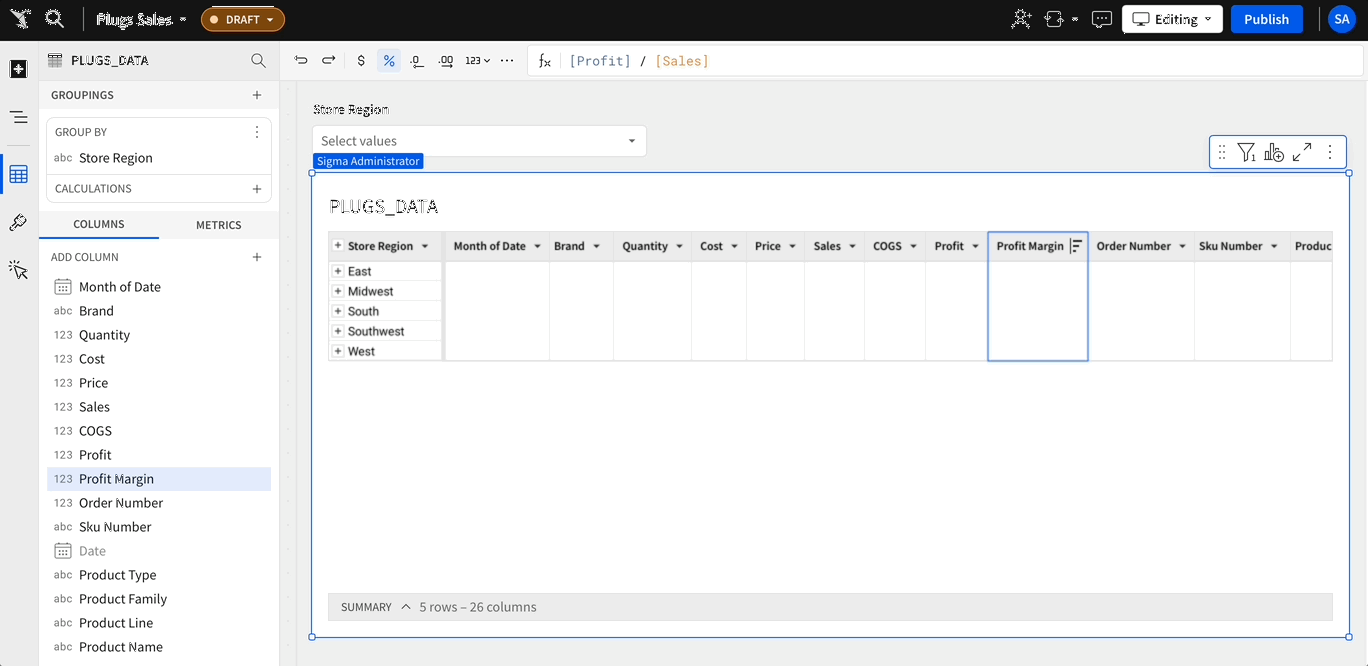 Plugs Sales
DRAFT
Editing
Publish
SA
PLUGS_DATA
$ % .0 .00 123
fx [Profit] / [Sales]
GROUPINGS
GROUP BY
abc Store Region
CALCULATIONS
COLUMNS METRICS
ADD COLUMN
Month of Date
abc Brand
123 Quantity
123 Cost
123 Price
123 Sales
123 COGS
123 Profit
123 Profit Margin
123 Order Number
abc Sku Number
Date
abc Product Type
abc Product Family
abc Product Line
abc Product Name
Store Region
Select values
Sigma Administrator
1
PLUGS_DATA
Store Region Month of Date Brand Quantity Cost Price Sales COGS Profit Profit Margin Order Number Sku Number Produc
East
Midwest
South
Southwest
West
SUMMARY 5 rows – 26 columns